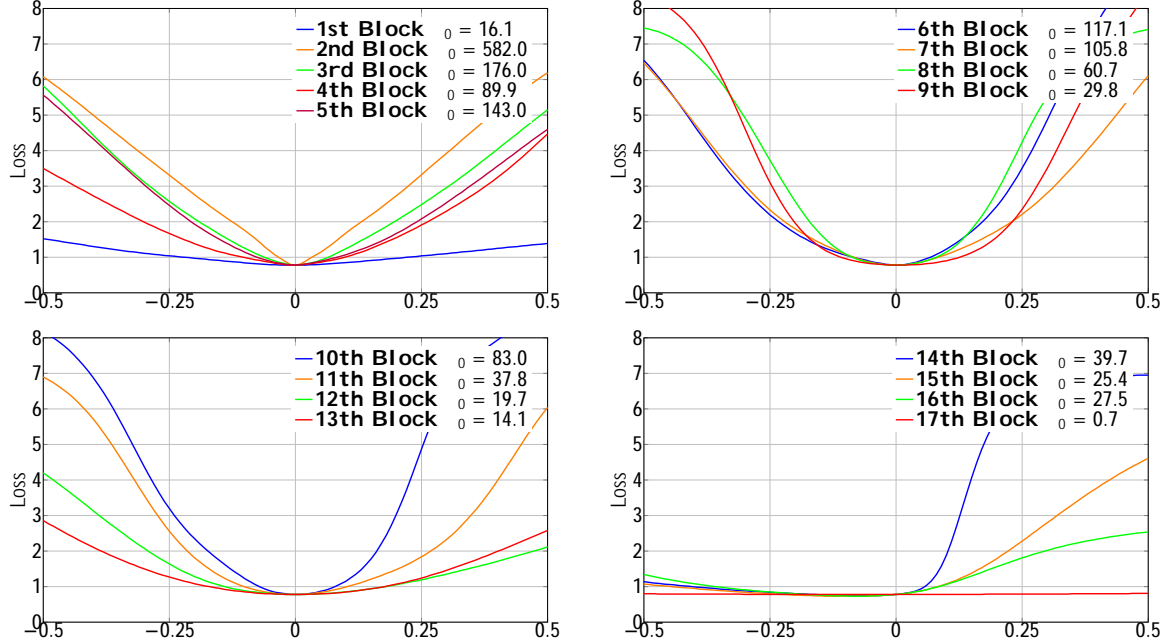 8
7
6
5
4
3
2
1
0
Loss
−0.5
−0.25
0
0.25
0.5
1st Block 0 = 16.1
2nd Block 0 = 582.0
3rd Block 0 = 176.0
4th Block 0 = 89.9
5th Block 0 = 143.0
8
7
6
5
4
3
2
1
0
Loss
−0.5
−0.25
0
0.25
0.5
6th Block 0 = 117.1
7th Block 0 = 105.8
8th Block 0 = 60.7
9th Block 0 = 29.8
8
7
6
5
4
3
2
1
0
Loss
−0.5
−0.25
0
0.25
0.5
10th Block 0 = 83.0
11th Block 0 = 37.8
12th Block 0 = 19.7
13th Block 0 = 14.1
8
7
6
5
4
3
2
1
0
Loss
−0.5
−0.25
0
0.25
0.5
14th Block 0 = 39.7
15th Block 0 = 25.4
16th Block 0 = 27.5
17th Block 0 = 0.7